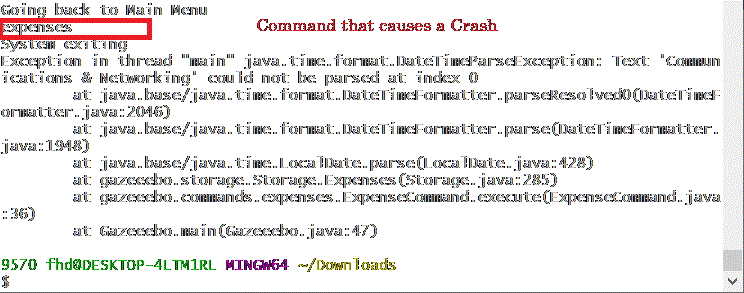 Going back to Main Menu
expenses
Command that causes a Crash
System exiting
Exception in thread "main" java.time.format.DateTimeParseException: Text 'Commun
ications & Networking' could not be parsed at index 0
at java.base/java.time.format.DateTimeFormatter.parseResolved0(DateTimeF
ormatter.java:2046)
at java.base/java.time.format.DateTimeFormatter.parse(DateTimeFormatter.
java:1948)
at java.base/java.time.LocalDate.parse(LocalDate.java:428)
at gazeeebo.storage.Storage.Expenses(Storage.java:285)
at gazeeebo.commands.expenses.ExpenseCommand.execute(ExpenseCommand.java
:36)
at Gazeeebo.main(Gazeeebo.java:47)
9570 fhd@DESKTOP-4LTM1RL MINGW64 ~/Downloads
$